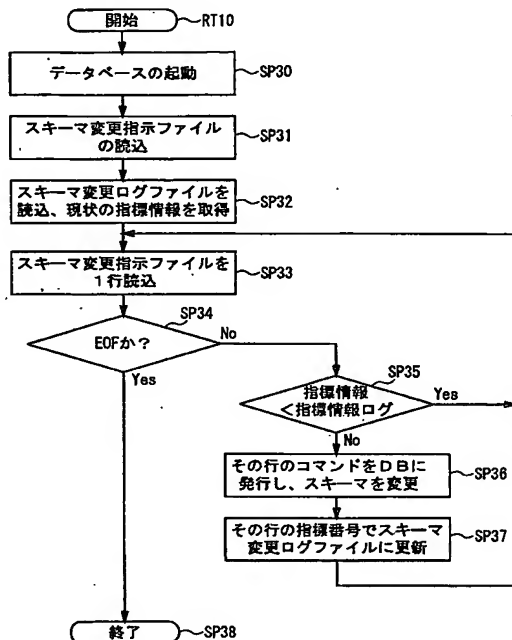 開始
RT10
データベースの起動
SP30
スキーマ変更指示ファイル
の読込
SP31
スキーマ変更ログファイルを
読込、現状の指標情報を取得
SP32
スキーマ変更指示ファイルを
1行読込
SP33
SP34
EOFか?
No
Yes
SP35
指標情報
<指標情報ログ
Yes
No
その行のコマンドをDBに
発行し、スキーマを変更
SP36
その行の指標番号でスキーマ
変更ログファイルに更新
SP37
終了
SP38